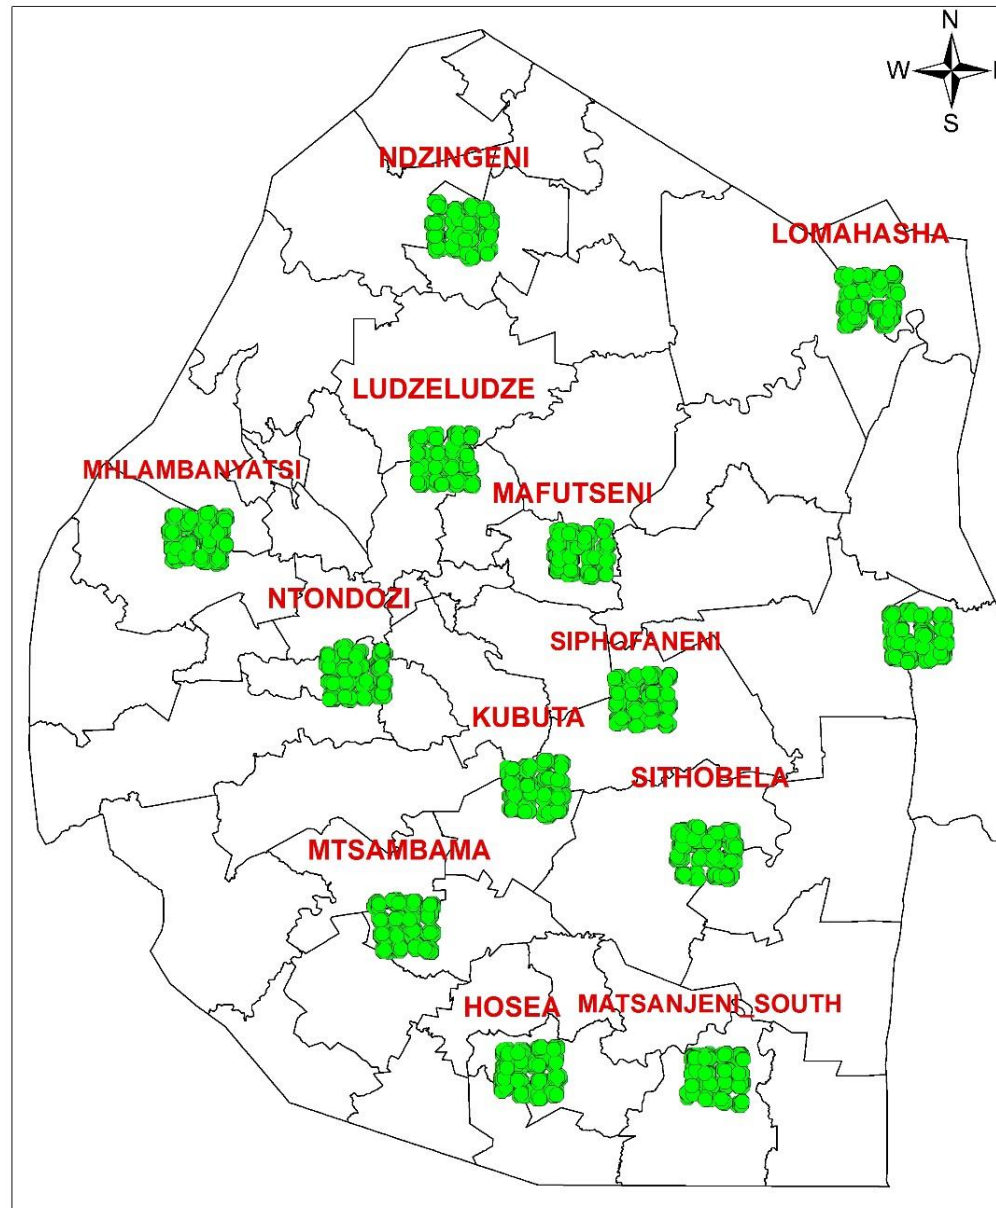 N
W
S
NDZINGENI
LOMAHASHA
LUDZELUDZE
MHLAMBANYATSI
MAFUTSENI
NTONDOZI
SIPHOFANENI
KUBUTA
SITHOBELA
MTSAMBAMA
HOSEA
MATSANJENI_SOUTH